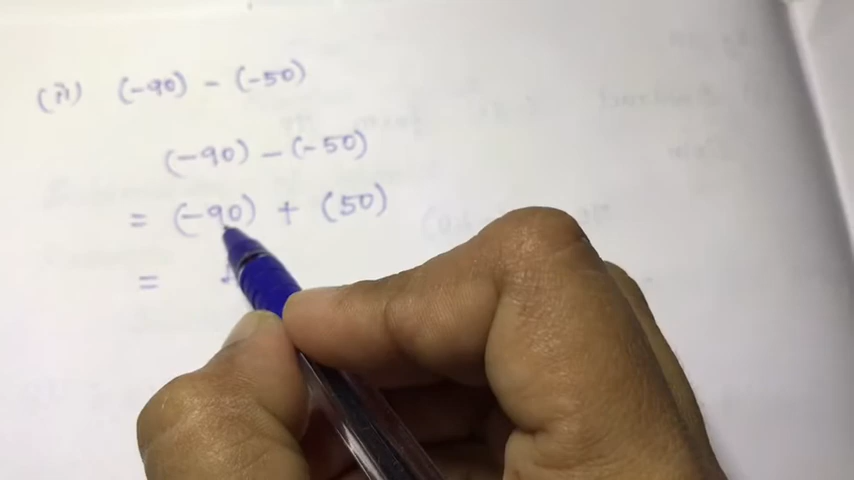 (ii) (-90) - (-50)
(-90) - (-50)
= (-90) + (50)
=